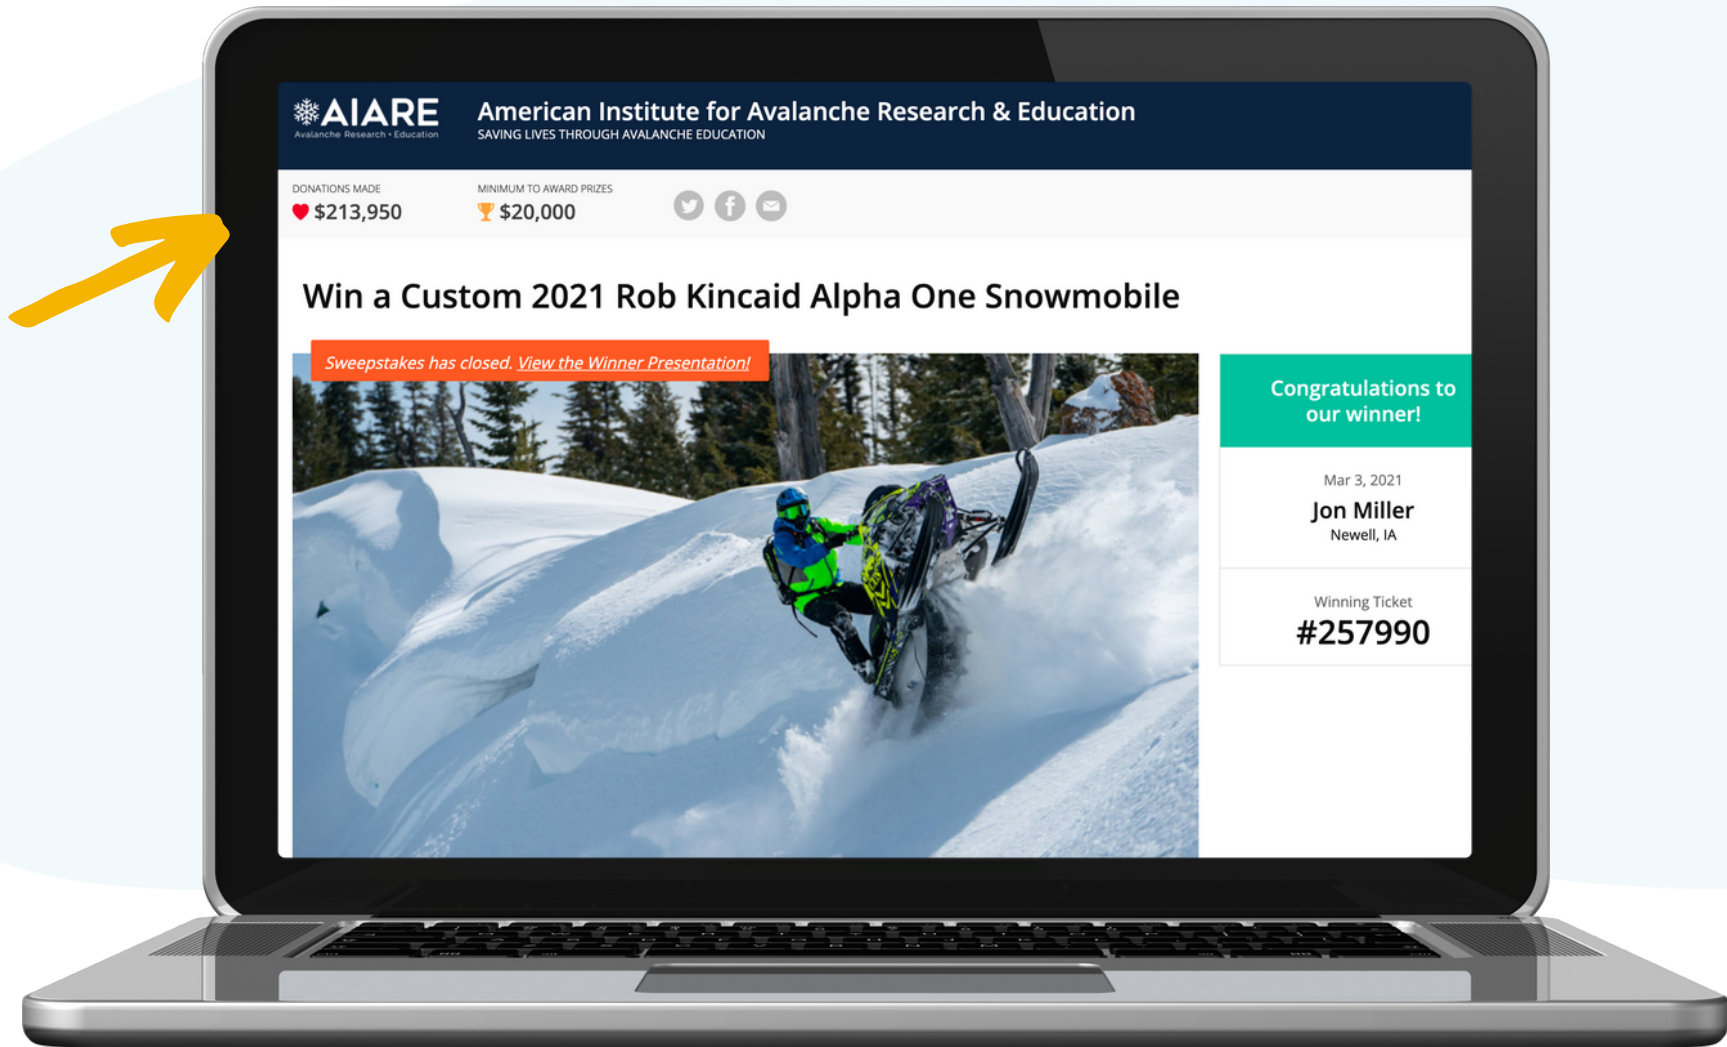 AIARE
Avalanche Research • Education
American Institute for Avalanche Research & Education
SAVING LIVES THROUGH AVALANCHE EDUCATION
DONATIONS MADE
$213,950
MINIMUM TO AWARD PRIZES
$20,000
Win a Custom 2021 Rob Kincaid Alpha One Snowmobile
Sweepstakes has closed. View the Winner Presentation!
Congratulations to
our winner!
Mar 3, 2021
Jon Miller
Newell, IA
Winning Ticket
#257990